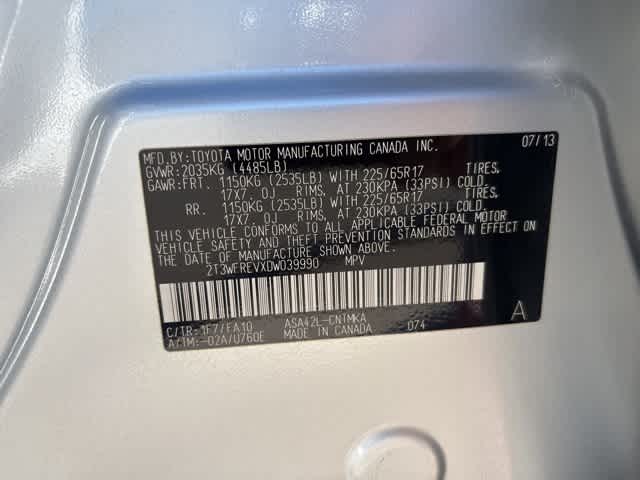 MFD.BY:TOYOTA MOTOR MANUFACTURING CANADA INC. 07/13
GVWR:2035KG (4485LB)
GAWR:FRT. 1150KG (2535LB) WITH 225/65R17 TIRES,
17X7.0J RIMS, AT 230KPA (33PSI) COLD.
RR. 1150KG (2535LB) WITH 225/65R17 TIRES,
17X7.0J RIMS, AT 230KPA (33PSI) COLD.
THIS VEHICLE CONFORMS TO ALL APPLICABLE FEDERAL MOTOR
VEHICLE SAFETY AND THEFT PREVENTION STANDARDS IN EFFECT ON
THE DATE OF MANUFACTURE SHOWN ABOVE.
2T3WFREVXDW039990 MPV
C/TR:1F7/FA10 ASA42L-CNTMKA
A/TM:-02A/U760E MADE IN CANADA 074 A